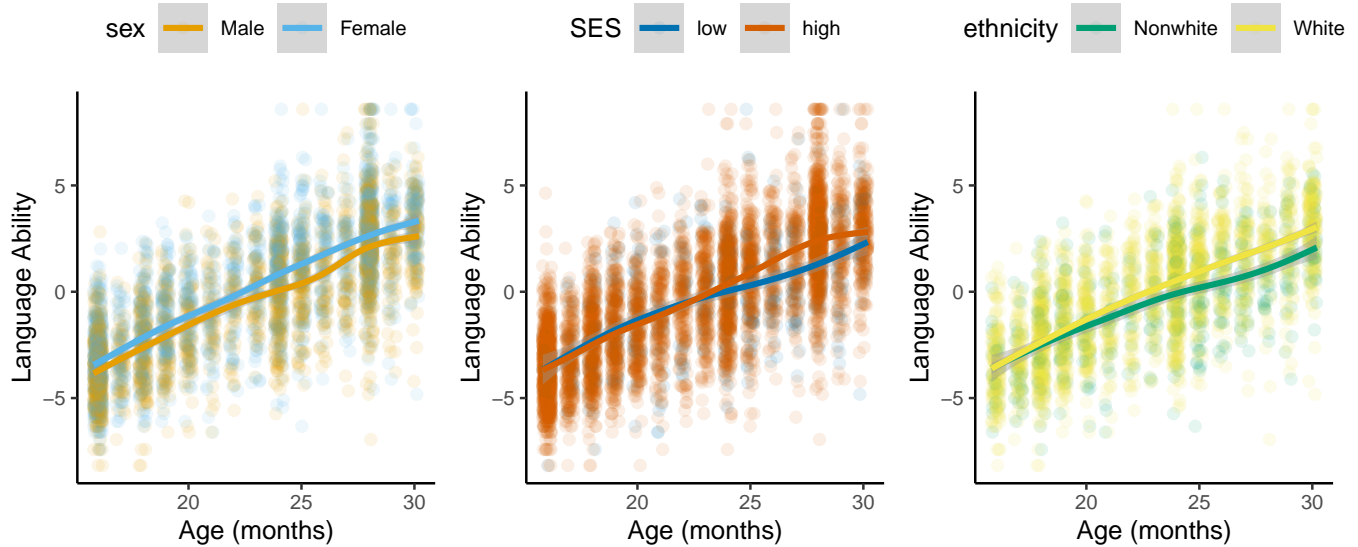 sex Male Female
Language Ability
5
0
−5
20 25 30
Age (months)
SES low high
Language Ability
5
0
−5
20 25 30
Age (months)
ethnicity Nonwhite White
Language Ability
5
0
−5
20 25 30
Age (months)